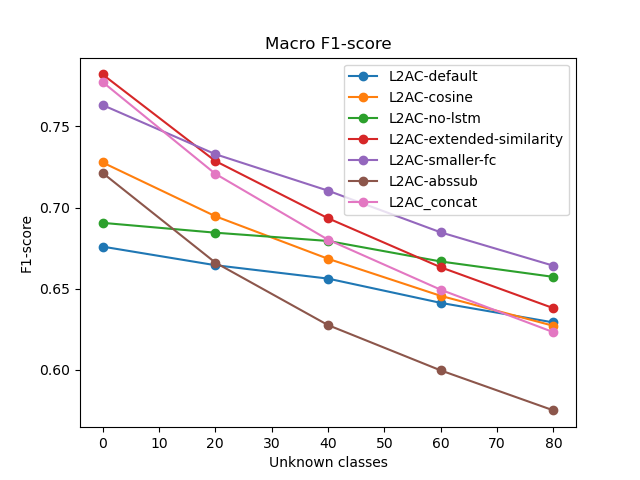 Macro F1-score
L2AC-default
L2AC-cosine
L2AC-no-lstm
L2AC-extended-similarity
L2AC-smaller-fc
L2AC-abssub
L2AC_concat
F1-score
0.75
0.70
0.65
0.60
0 10 20 30 40 50 60 70 80
Unknown classes